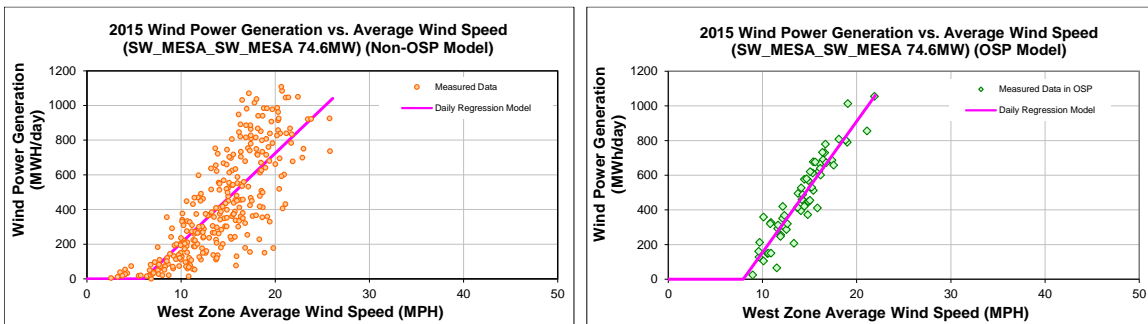 2015 Wind Power Generation vs. Average Wind Speed
(SW_MESA_SW_MESA 74.6MW) (Non-OSP Model)
Wind Power Generation
(MWH/day)
1200
1000
800
600
400
200
0
Measured Data
Daily Regression Model
0 10 20 30 40 50
West Zone Average Wind Speed (MPH)
2015 Wind Power Generation vs. Average Wind Speed
(SW_MESA_SW_MESA 74.6MW) (OSP Model)
Wind Power Generation
(MWh/day)
1200
1000
800
600
400
200
0
Measured Data in OSP
Daily Regression Model
0 10 20 30 40 50
West Zone Average Wind Speed (MPH)